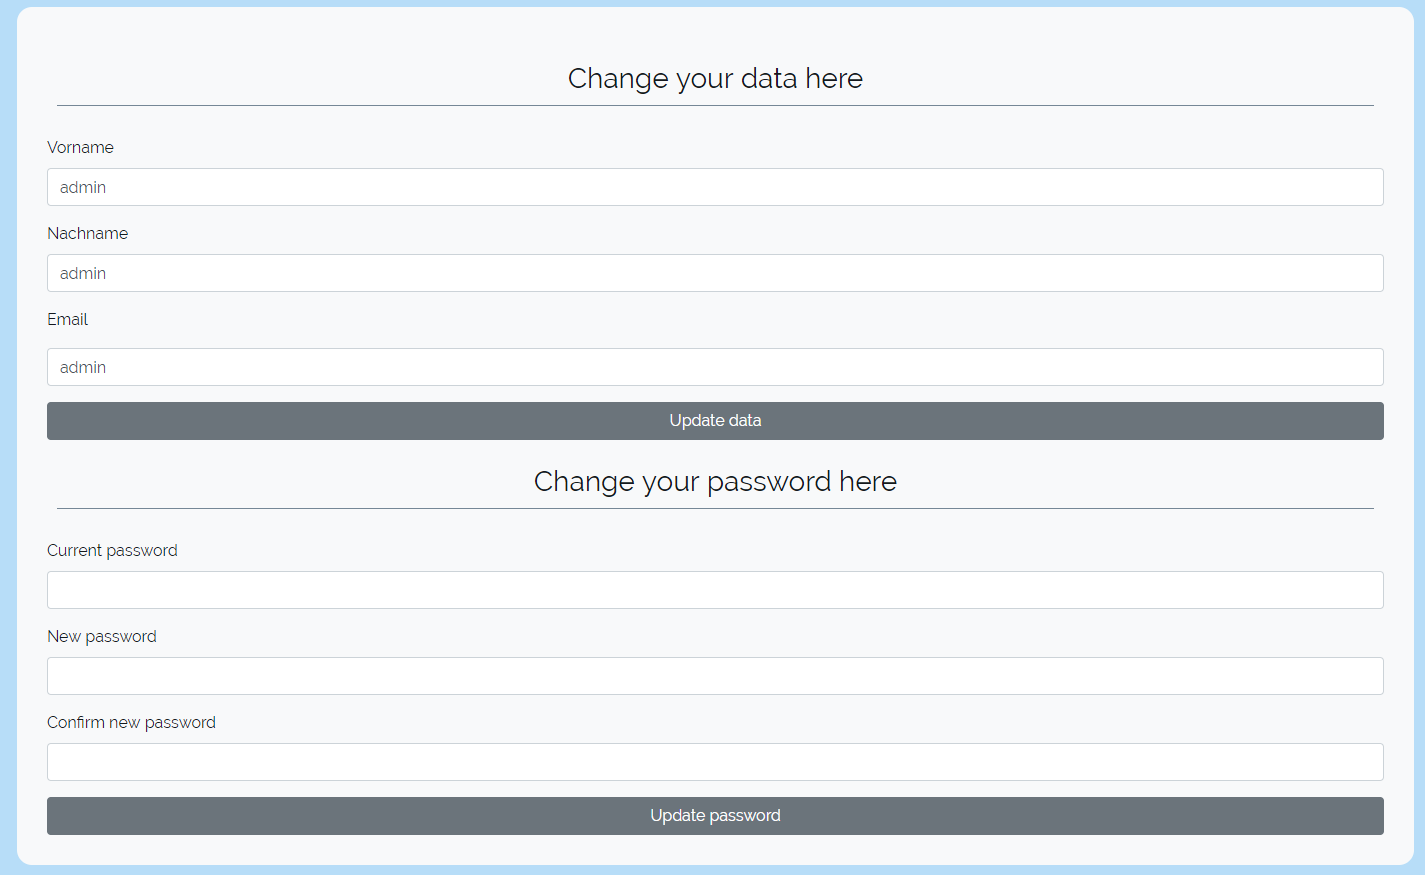 Change your data here
Vorname
admin
Nachname
admin
Email
admin
Update data
Change your password here
Current password
New password
Confirm new password
Update password